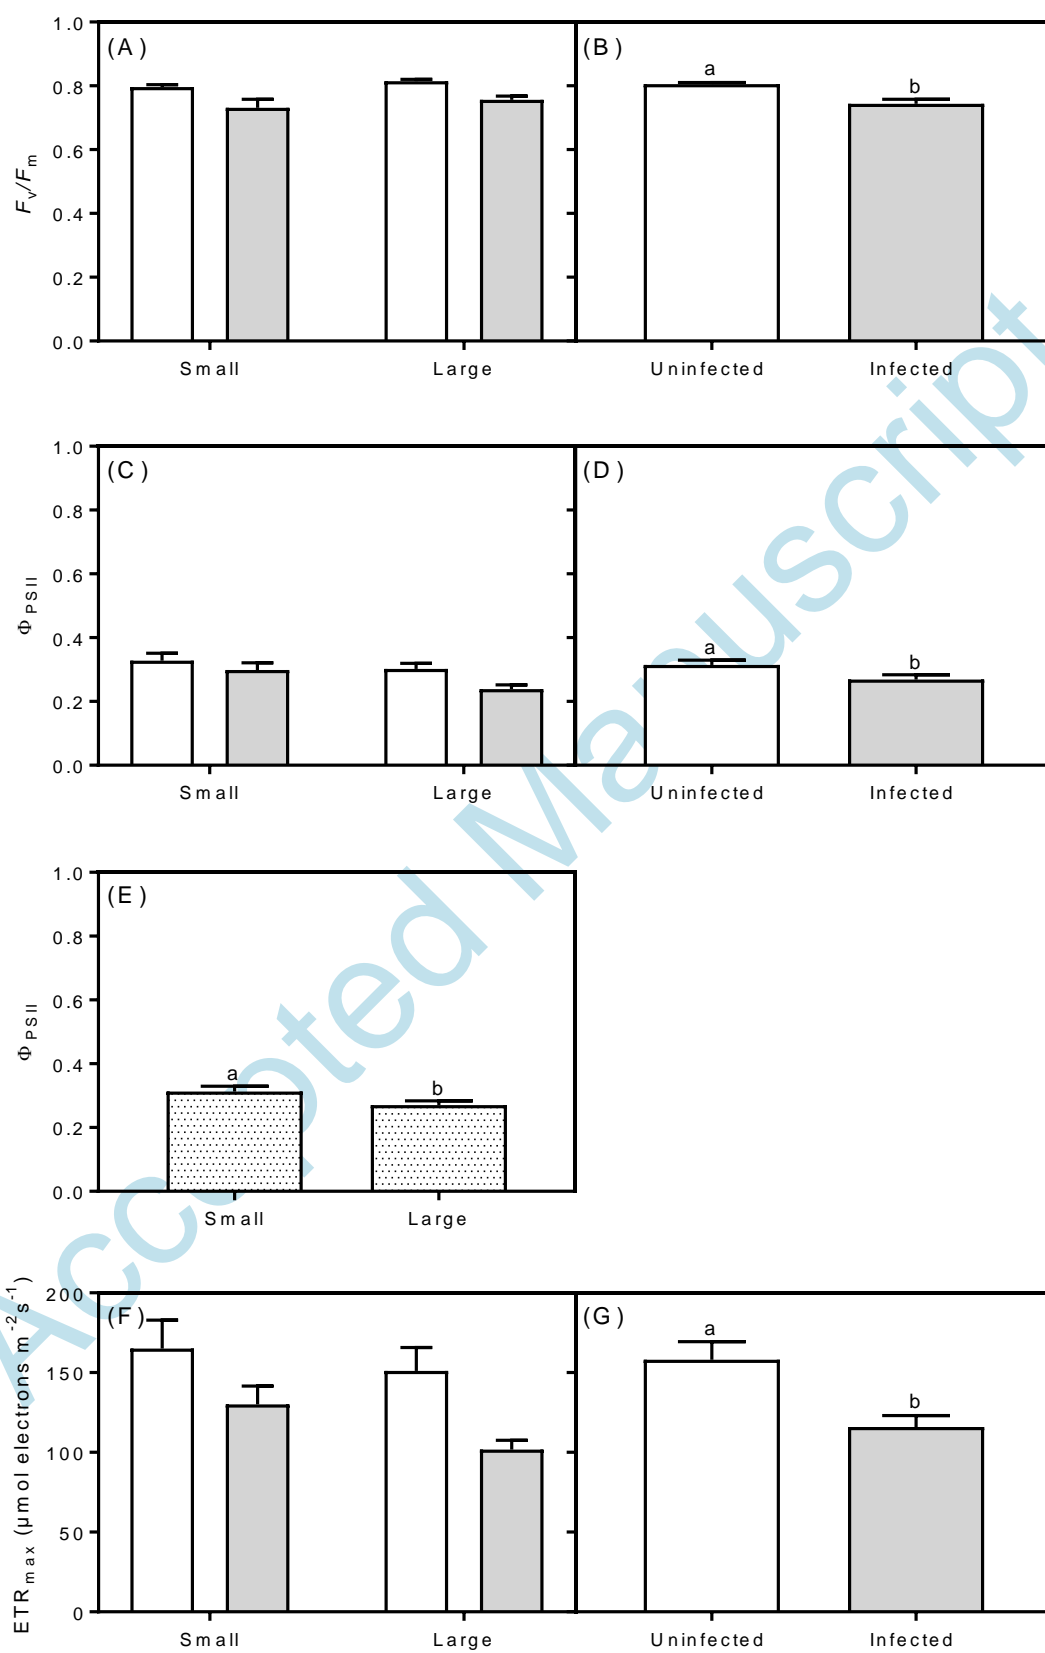 1.0
(A)
(B)
a
0.8
b
0.6
Fv/Fm
0.4
0.2
0.0
Small
Large
Uninfected
Infected
1.0
(C)
(D)
0.8
0.6
ΦPSII
0.4
a
b
0.2
0.0
Small
Large
Uninfected
Infected
1.0
(E)
0.8
0.6
ΦPSII
0.4
a
b
0.2
0.0
Small
Large
200
(F)
(G)
a
150
b
100
50
0
ETRmax (µmol electrons m-2s-1)
Small
Large
Uninfected
Infected
Accepted Manuscript